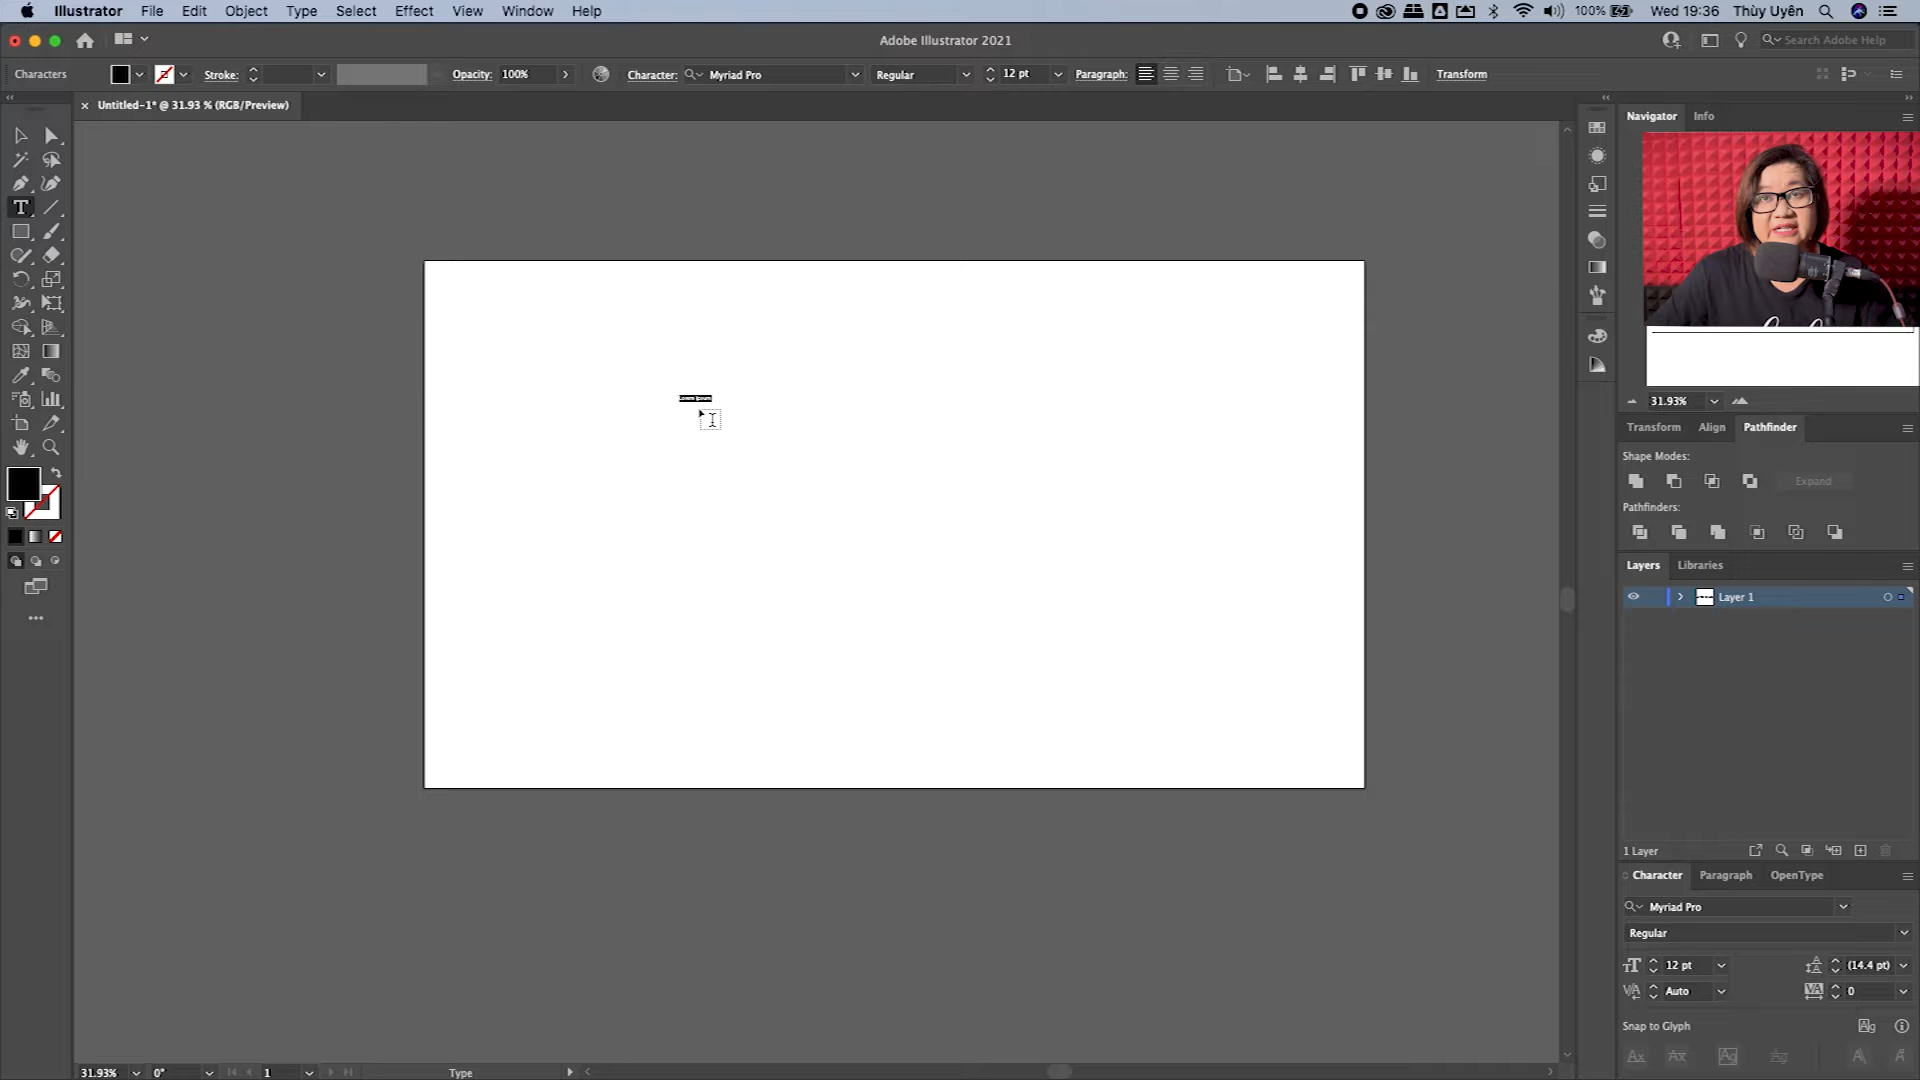 Illustrator File Edit Object Type Select Effect View Window Help
100% Wed 19:36 Thùy Uyên
Adobe Illustrator 2021
Search Adobe Help
Characters Stroke: Opacity: 100% Character: Myriad Pro Regular 12 pt Paragraph: Transform
Untitled-1* @ 31.93 % (RGB/Preview)
Navigator Info
Lorem ipsum
31.93%
Transform Align Pathfinder
Shape Modes:
Expand
Pathfinders:
Layers Libraries
Layer 1
1 Layer
Character Paragraph OpenType
Myriad Pro
Regular
12 pt (14.4 pt)
Auto 0
Snap to Glyph
31.93% 0° 1 Type